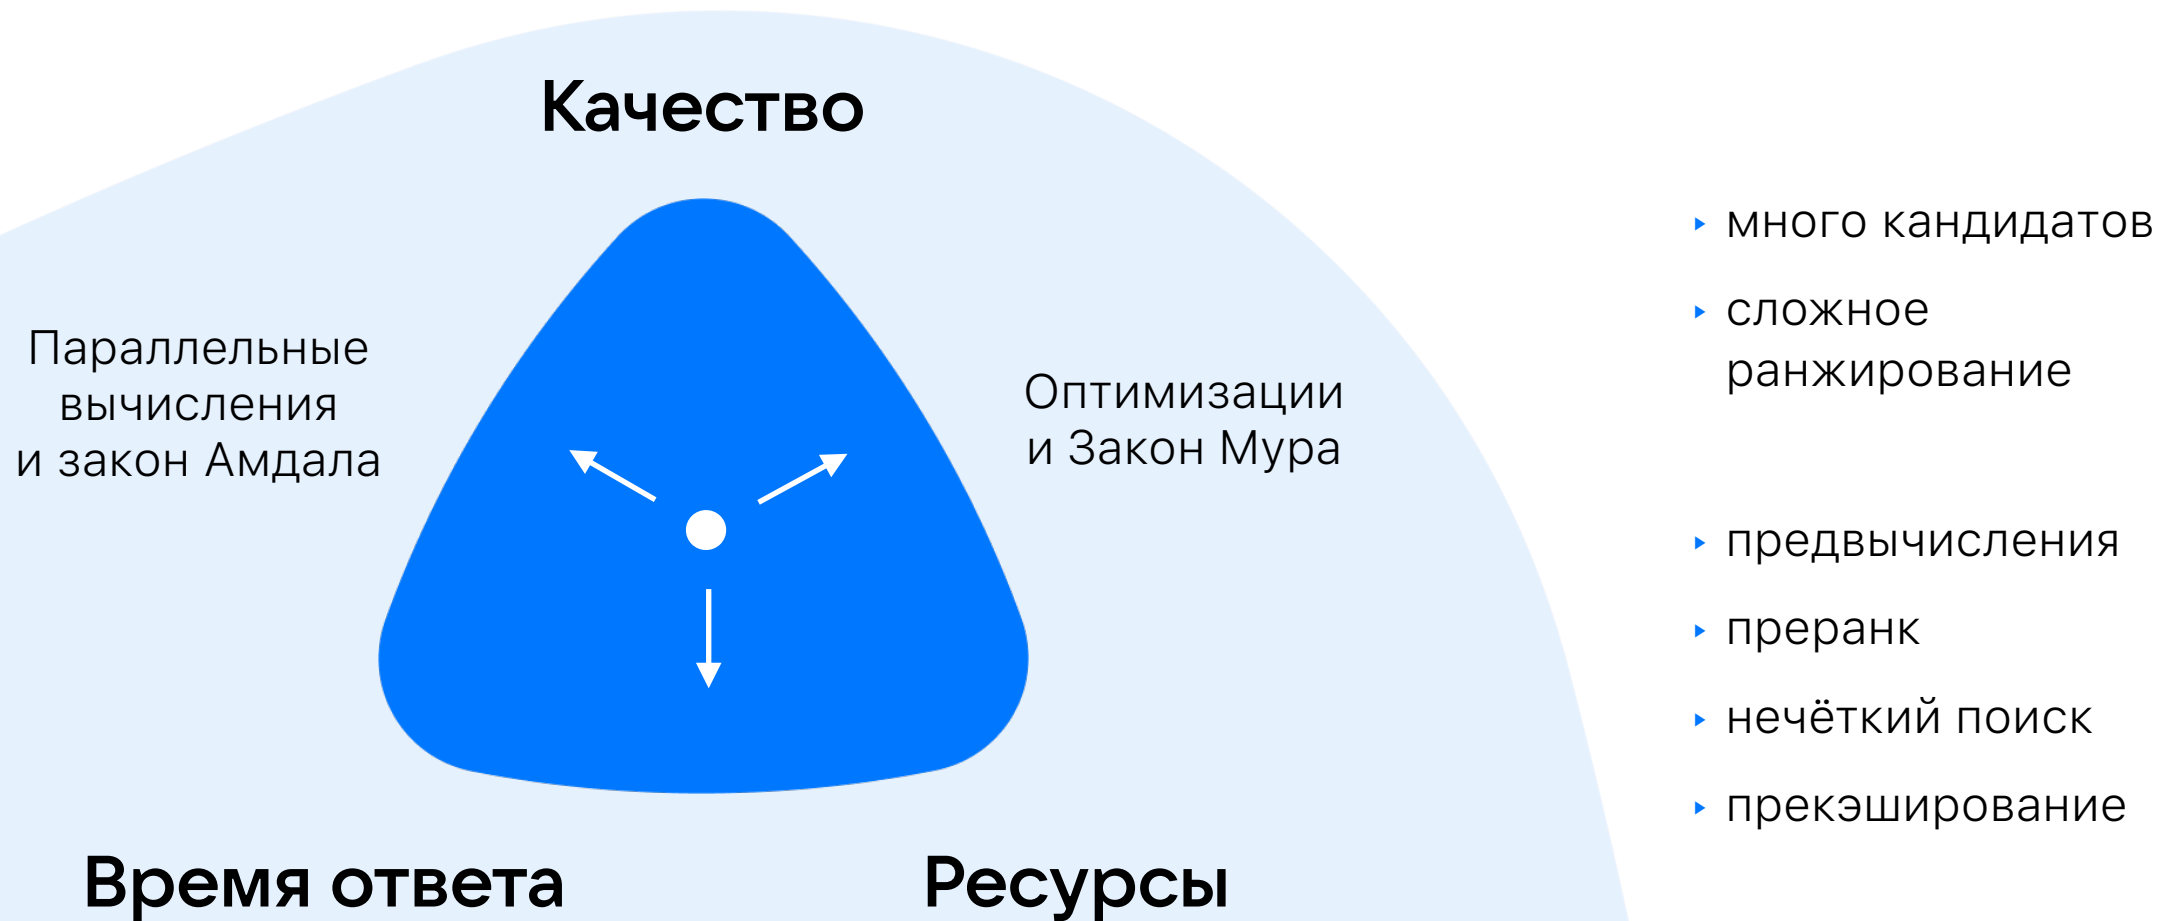 Качество
Параллельные
вычисления
и закон Амдала
Оптимизации
и Закон Мура
Время ответа
Ресурсы
много кандидатов
сложное
ранжирование
предвычисления
преранк
нечёткий поиск
прекэширование